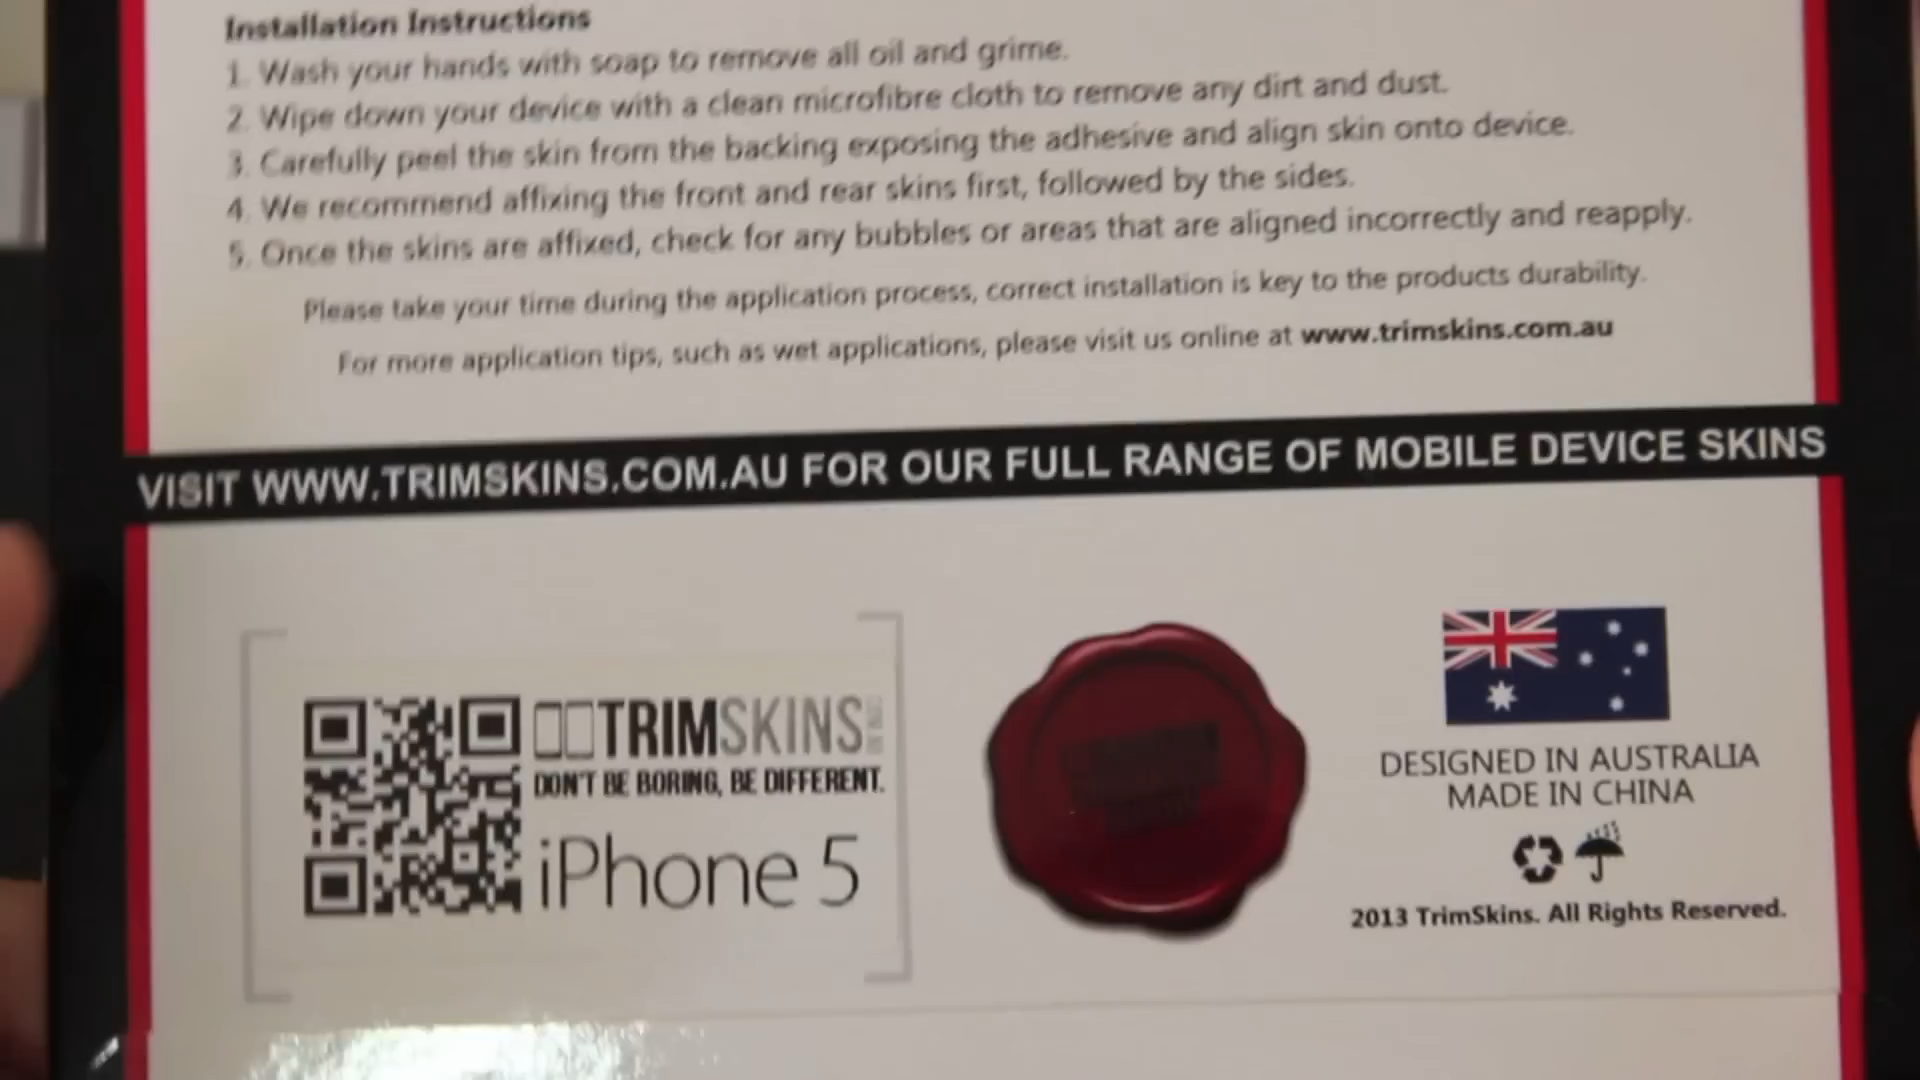 Installation Instructions
1. Wash your hands with soap to remove all oil and grime.
2. Wipe down your device with a clean microfibre cloth to remove any dirt and dust.
3. Carefully peel the skin from the backing exposing the adhesive and align skin onto device.
4. We recommend affixing the front and rear skins first, followed by the sides.
5. Once the skins are affixed, check for any bubbles or areas that are aligned incorrectly and reapply.
Please take your time during the application process, correct installation is key to the products durability.
For more application tips, such as wet applications, please visit us online at www.trimskins.com.au
VISIT WWW.TRIMSKINS.COM.AU FOR OUR FULL RANGE OF MOBILE DEVICE SKINS
TRIMSKINS
DON'T BE BORING, BE DIFFERENT.
iPhone 5
DESIGNED IN AUSTRALIA
MADE IN CHINA
2013 TrimSkins. All Rights Reserved.